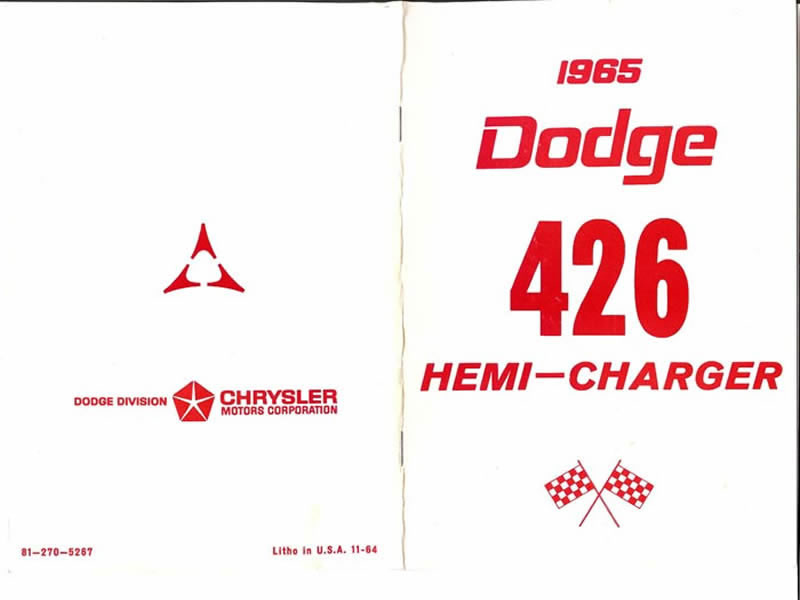 1965
Dodge
426
HEMI-CHARGER
DODGE DIVISION CHRYSLER
MOTORS CORPORATION
81-270-5267
Litho in U.S.A. 11-64